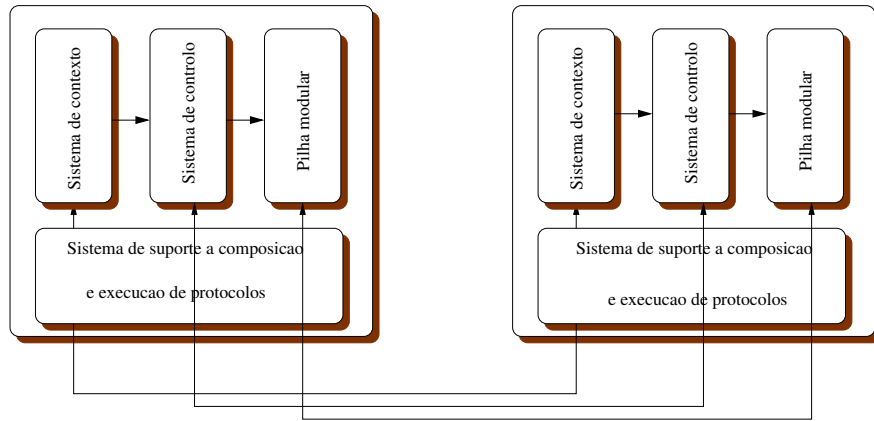 Sistema de contexto
Sistema de controlo
Pilha modular
Sistema de suporte a composicao
e execucao de protocolos
Sistema de contexto
Sistema de controlo
Pilha modular
Sistema de suporte a composicao
e execucao de protocolos